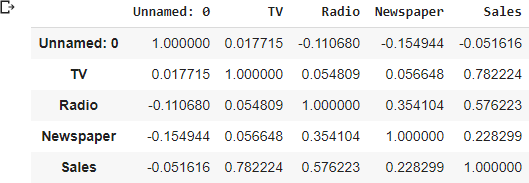 Unnamed: 0 TV Radio Newspaper Sales
Unnamed: 0 1.000000 0.017715 -0.110680 -0.154944 -0.051616
TV 0.017715 1.000000 0.054809 0.056648 0.782224
Radio -0.110680 0.054809 1.000000 0.354104 0.576223
Newspaper -0.154944 0.056648 0.354104 1.000000 0.228299
Sales -0.051616 0.782224 0.576223 0.228299 1.000000